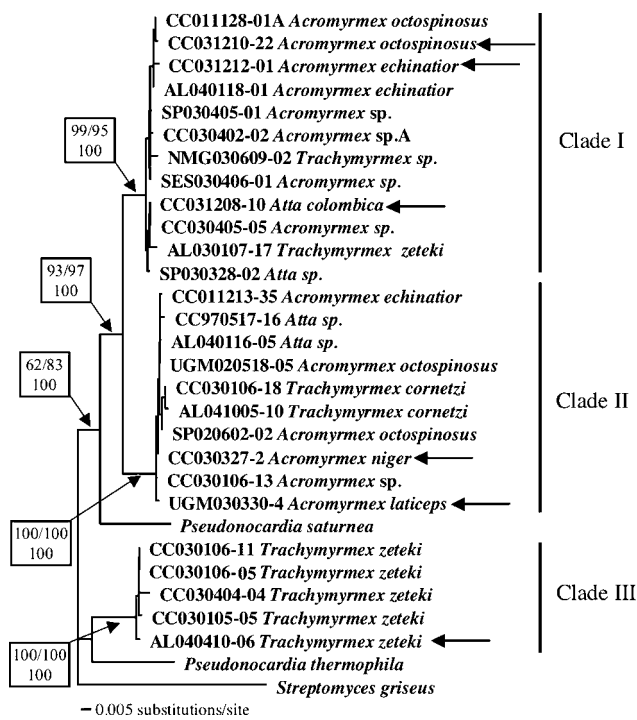 CC011128-01A Acromyrmex octospinosus
CC031210-22 Acromyrmex octospinosus
CC031212-01 Acromyrmex echinatior
AL040118-01 Acromyrmex echinatior
SP030405-01 Acromyrmex sp.
CC030402-02 Acromyrmex sp.A
NMG030609-02 Trachymyrmex sp.
SES030406-01 Acromyrmex sp.
CC031208-10 Atta colombica
CC030405-05 Acromyrmex sp.
AL030107-17 Trachymyrmex zeteki
SP030328-02 Atta sp.
Clade I
99/95
100
93/97
100
62/83
100
CC011213-35 Acromyrmex echinatior
CC970517-16 Atta sp.
AL040116-05 Atta sp.
UGM020518-05 Acromyrmex octospinosus
CC030106-18 Trachymyrmex cornetzi
AL041005-10 Trachymyrmex cornetzi
SP020602-02 Acromyrmex octospinosus
CC030327-2 Acromyrmex niger
CC030106-13 Acromyrmex sp.
UGM030330-4 Acromyrmex laticeps
Clade II
100/100
100
Pseudonocardia saturnea
CC030106-11 Trachymyrmex zeteki
CC030106-05 Trachymyrmex zeteki
CC030404-04 Trachymyrmex zeteki
CC030105-05 Trachymyrmex zeteki
AL040410-06 Trachymyrmex zeteki
Clade III
100/100
100
Pseudonocardia thermophila
Streptomyces griseus
0.005 substitutions/site